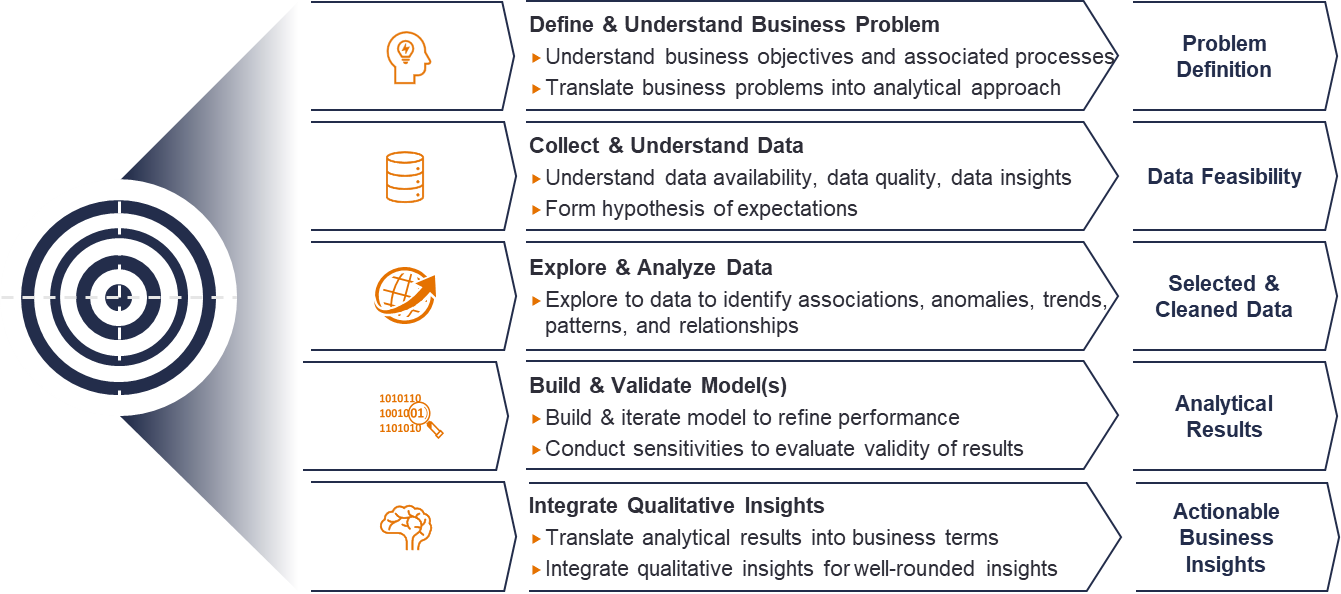 Define & Understand Business Problem
▸Understand business objectives and associated processes
▸Translate business problems into analytical approach
Problem
Definition
Collect & Understand Data
▸Understand data availability, data quality, data insights
▸Form hypothesis of expectations
Data Feasibility
Explore & Analyze Data
▸Explore to data to identify associations, anomalies, trends,
patterns, and relationships
Selected &
Cleaned Data
1010110
1001001
1101010
Build & Validate Model(s)
▸Build & iterate model to refine performance
▸Conduct sensitivities to evaluate validity of results
Analytical
Results
Integrate Qualitative Insights
▸Translate analytical results into business terms
▸Integrate qualitative insights for well-rounded insights
Actionable
Business
Insights